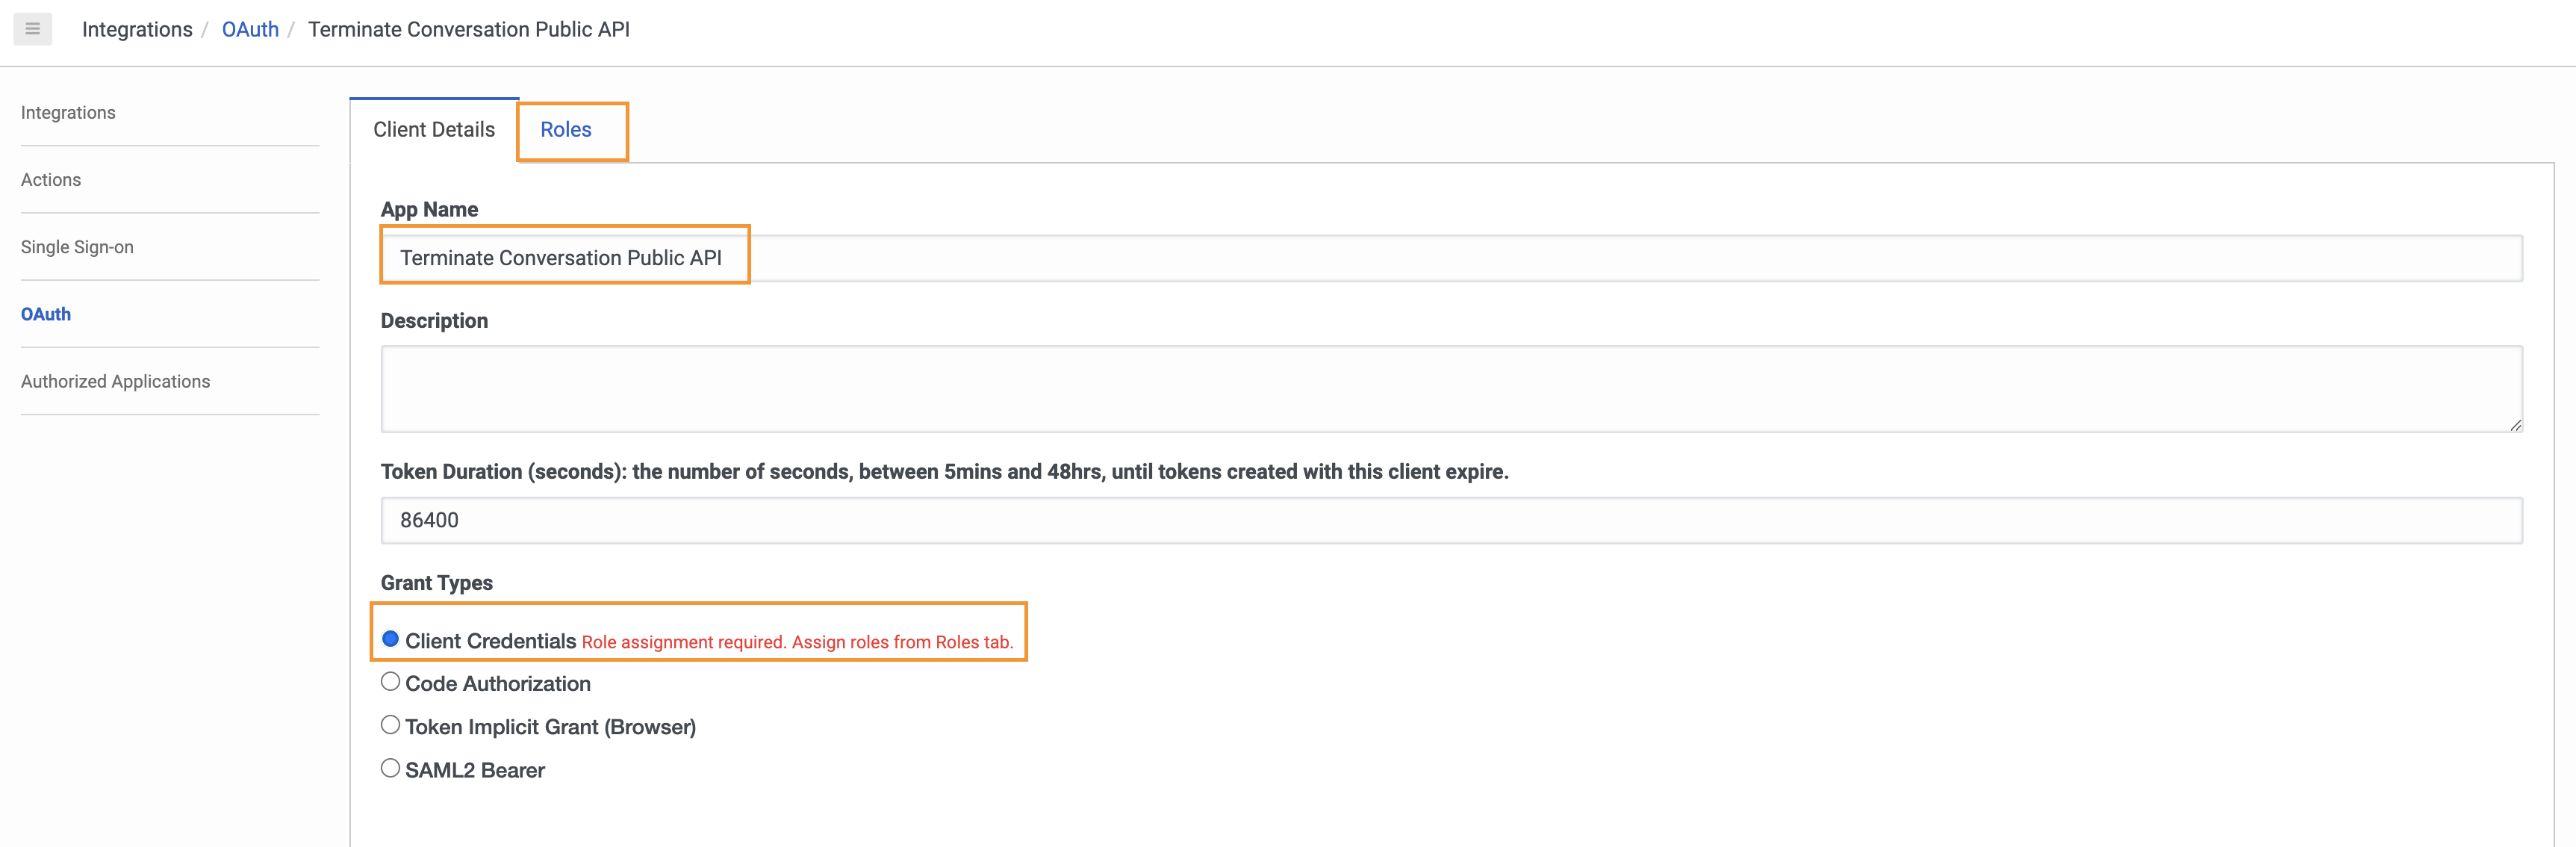 Integrations / OAuth / Terminate Conversation Public API
Integrations
Actions
Single Sign-on
OAuth
Authorized Applications
Client Details
Roles
App Name
Terminate Conversation Public API
Description
Token Duration (seconds): the number of seconds, between 5mins and 48hrs, until tokens created with this client expire.
86400
Grant Types
Client Credentials Role assignment required. Assign roles from Roles tab.
Code Authorization
Token Implicit Grant (Browser)
SAML2 Bearer